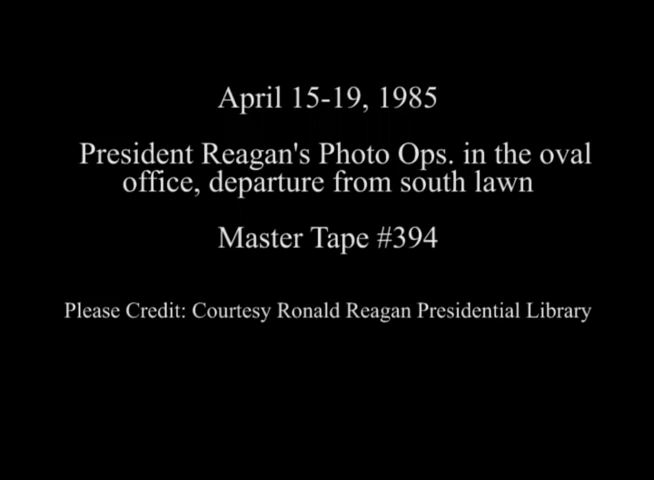 April 15-19, 1985
President Reagan's Photo Ops. in the oval
office, departure from south lawn
Master Tape #394
Please Credit: Courtesy Ronald Reagan Presidential Library